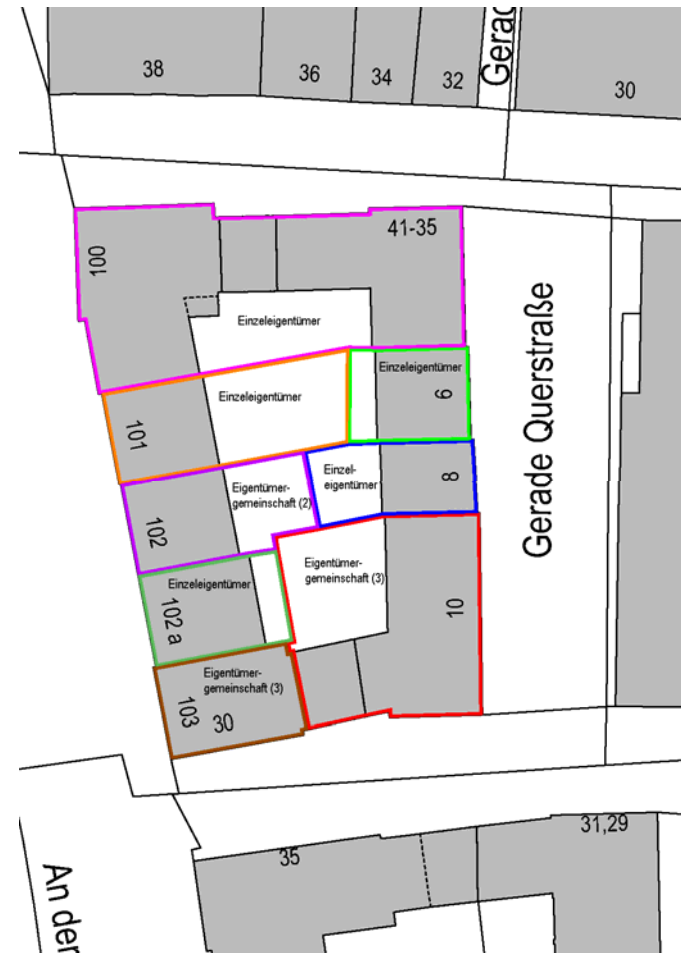 38
36
34
32
Gerad
30
100
41-35
Einzeleigentümer
Einzeleigentümer
Einzeleigentümer
6
101
Gerade Querstraße
Eigentümer-
gemeinschaft (2)
Einzel-
eigentümer
8
102
Eigentümer-
gemeinschaft (3)
Einzeleigentümer
102 a
10
Eigentümer-
gemeinschaft (3)
103
30
35
31,29
An der